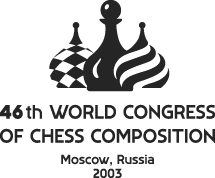 46th WORLD CONGRESS
OF CHESS COMPOSITION
Moscow, Russia
2003